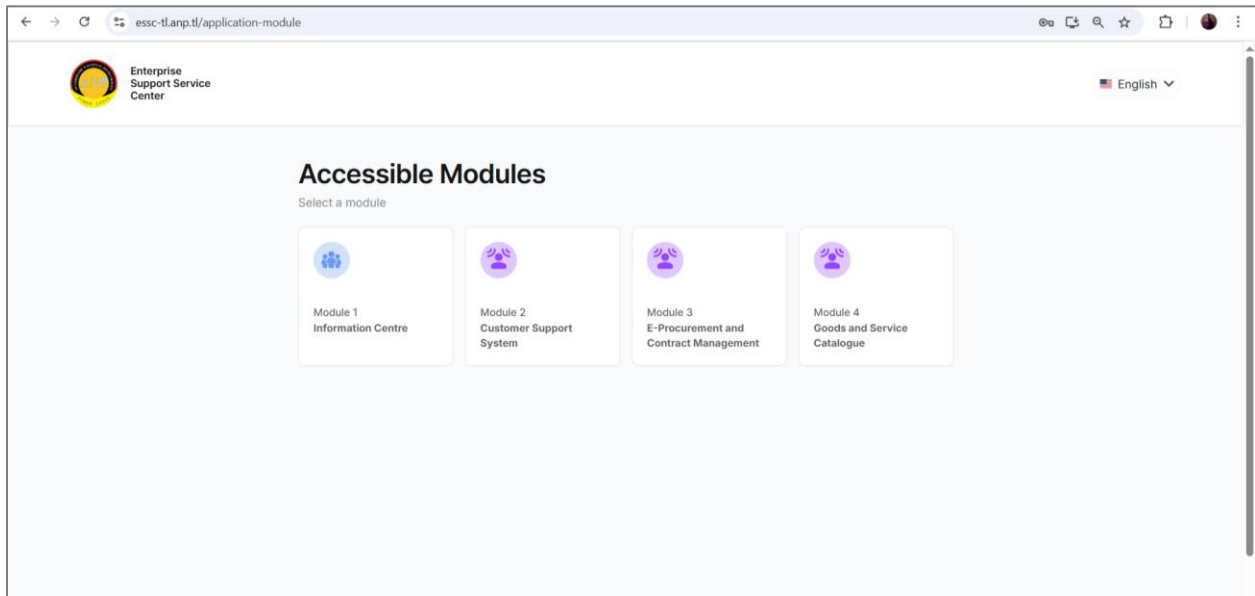 essc-tl.anp.tl/application-module
Enterprise
Support Service
Center
English
Accessible Modules
Select a module
Module 1
Information Centre
Module 2
Customer Support
System
Module 3
E-Procurement and
Contract Management
Module 4
Goods and Service
Catalogue